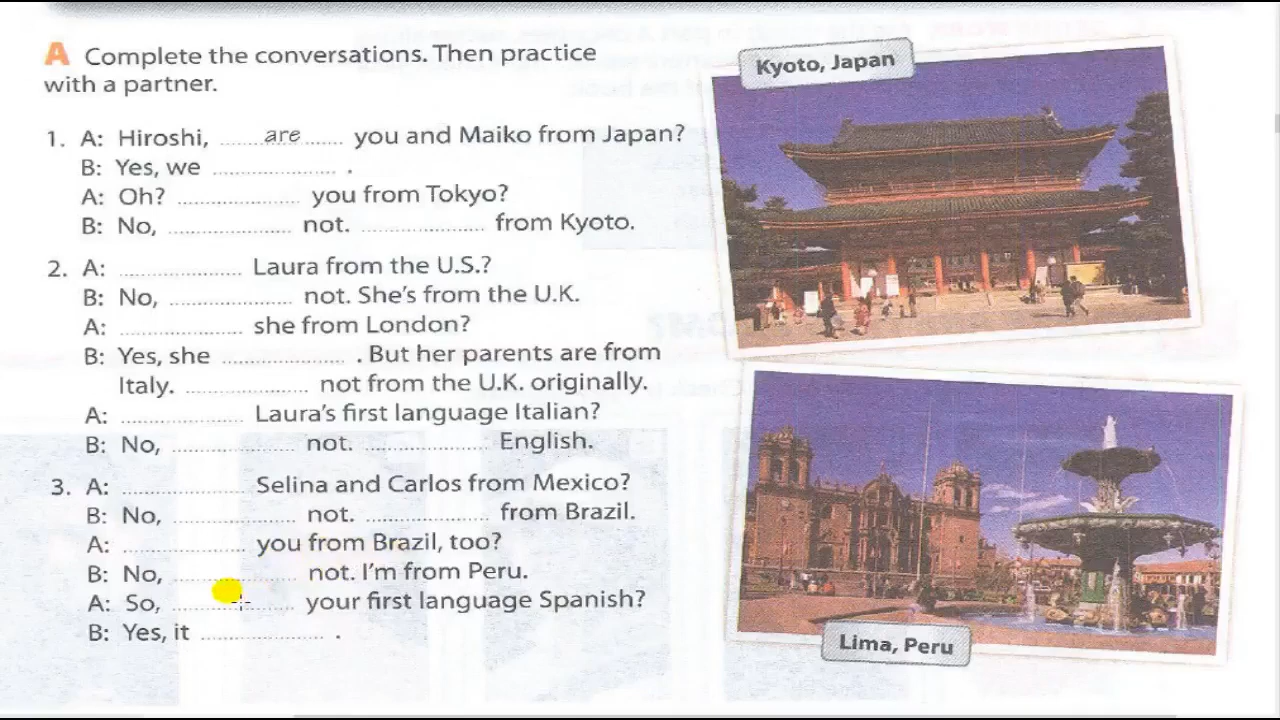 A Complete the conversations. Then practice
with a partner.
1. A: Hiroshi, ............ are ............ you and Maiko from Japan?
B: Yes, we ............ .
A: Oh? ............ you from Tokyo?
B: No, ............ not. ............ from Kyoto.
2. A: ............ Laura from the U.S.?
B: No, ............ not. She's from the U.K.
A: ............ she from London?
B: Yes, she ............ . But her parents are from
Italy. ............ not from the U.K. originally.
A: ............ Laura's first language Italian?
B: No, ............ not. ............ English.
3. A: ............ Selina and Carlos from Mexico?
B: No, ............ not. ............ from Brazil.
A: ............ you from Brazil, too?
B: No, ............ not. I'm from Peru.
A: So, ............ your first language Spanish?
B: Yes, it ............ .
Kyoto, Japan
Lima, Peru